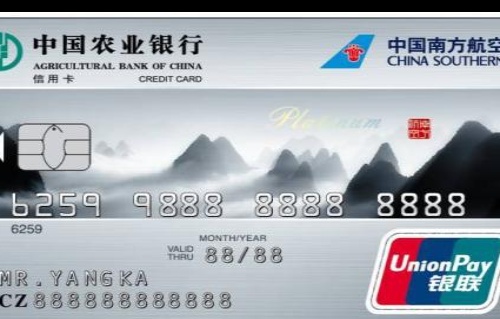 中国农业银行
AGRICULTURAL BANK OF CHINA
信用卡 CREDIT CARD
中国南方航空
CHINA SOUTHERN
Platinum
6259 9888 8888 8888
6259
MONTH/YEAR
VALID THRU 88/88
MR.YANGKA
CZ888888888888
UnionPay
银联